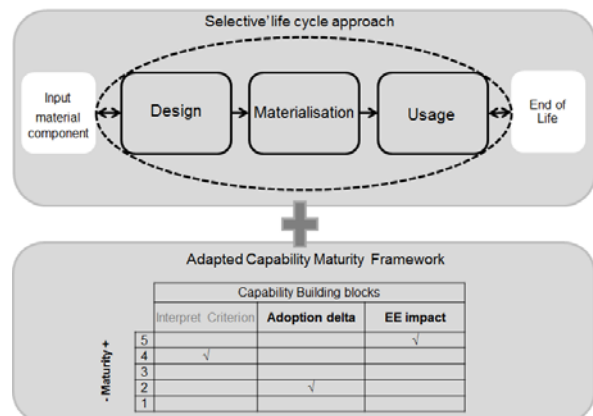 Selective'life cycle approach
Input
material
component
Design
Materialisation
Usage
End of
Life
Adapted Capability Maturity Framework
Capability Building blocks
Interpret Criterion Adoption delta EE impact
- Maturity +
5 √
4 √
3
2 √
1